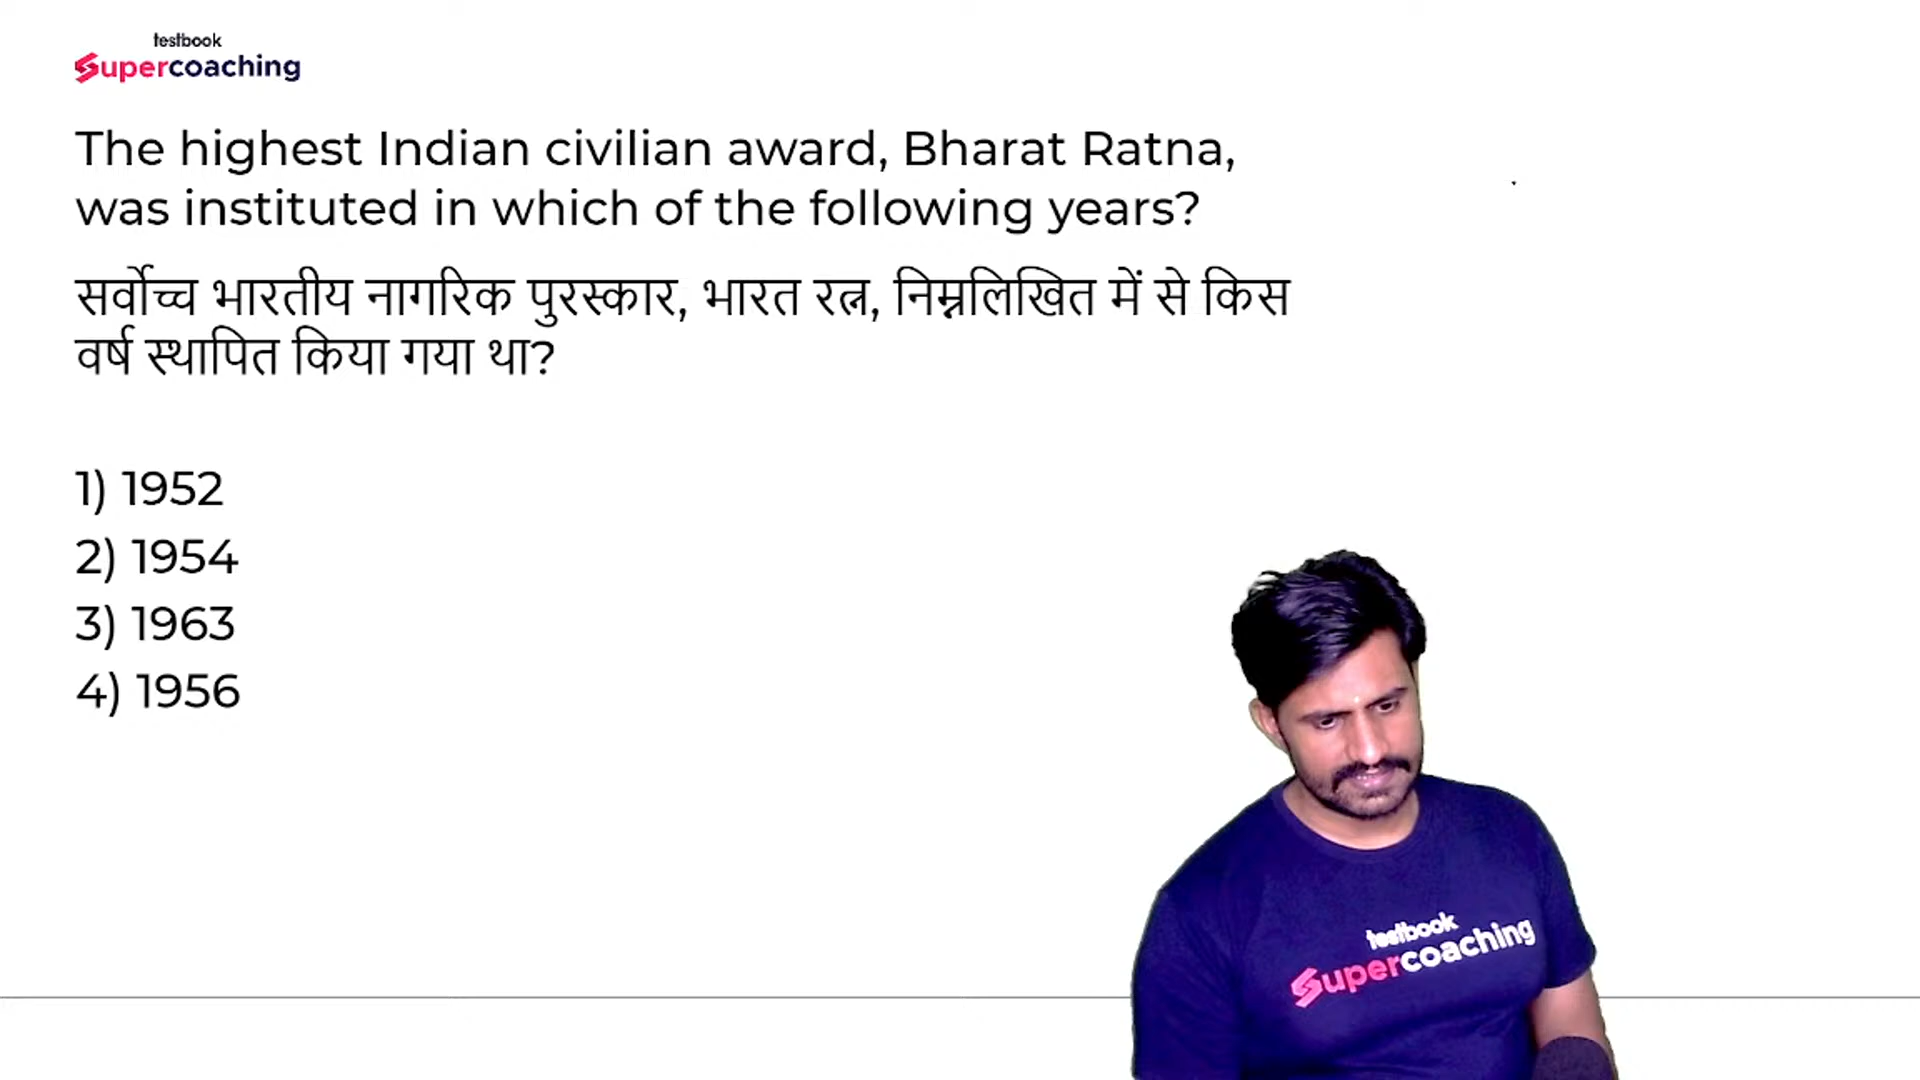 testbook
Supercoaching
The highest Indian civilian award, Bharat Ratna,
was instituted in which of the following years?
सर्वोच्च भारतीय नागरिक पुरस्कार, भारत रत्न, निम्नलिखित में से किस
वर्ष स्थापित किया गया था?
1) 1952
2) 1954
3) 1963
4) 1956
testbook
Supercoaching